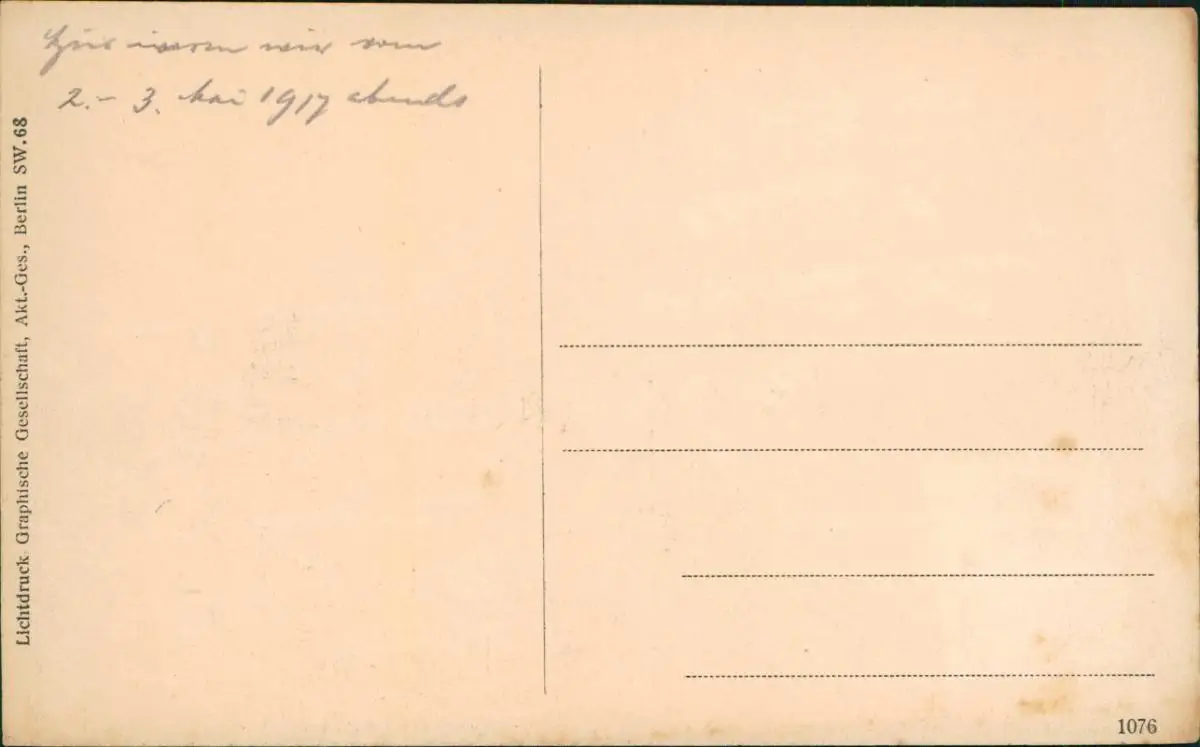 Hier waren wir vom
2.- 3. Mai 1917 abends
Lichtdruck Graphische Gesellschaft, Akt.-Ges., Berlin SW. 68
1076